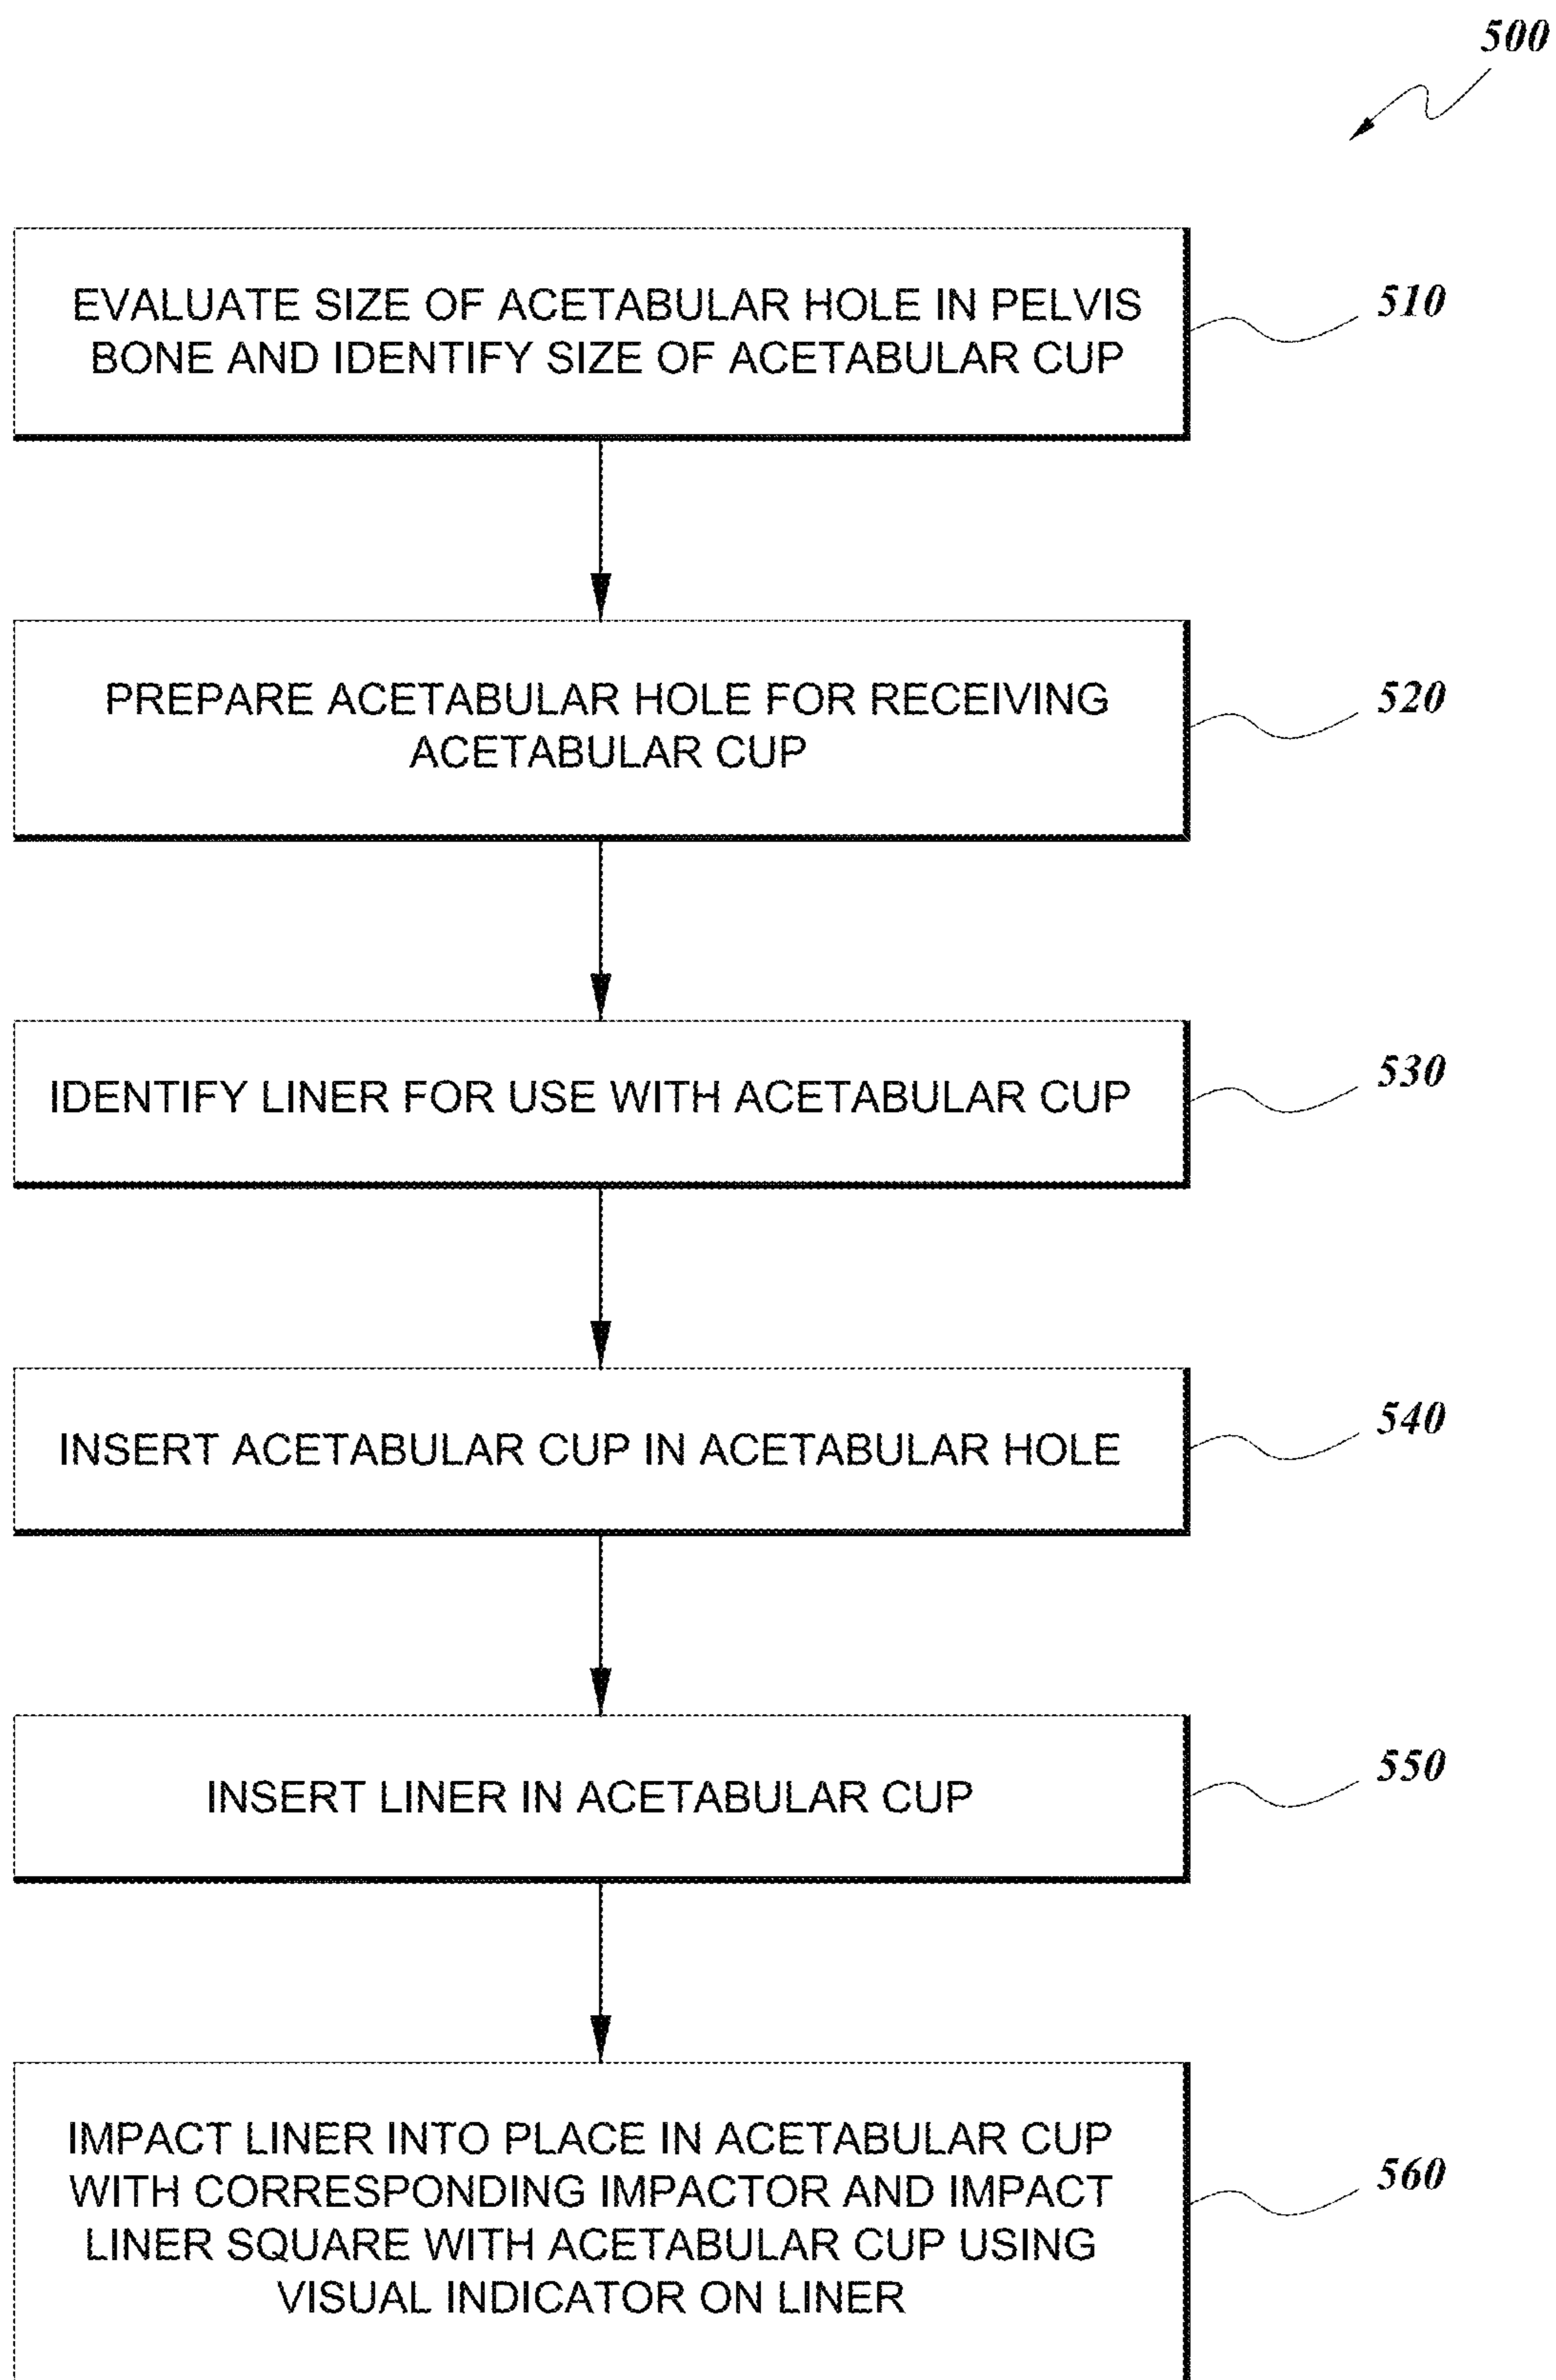 500
EVALUATE SIZE OF ACETABULAR HOLE IN PELVIS
BONE AND IDENTIFY SIZE OF ACETABULAR CUP
510
PREPARE ACETABULAR HOLE FOR RECEIVING
ACETABULAR CUP
520
IDENTIFY LINER FOR USE WITH ACETABULAR CUP
530
INSERT ACETABULAR CUP IN ACETABULAR HOLE
540
INSERT LINER IN ACETABULAR CUP
550
IMPACT LINER INTO PLACE IN ACETABULAR CUP
WITH CORRESPONDING IMPACTOR AND IMPACT
LINER SQUARE WITH ACETABULAR CUP USING
VISUAL INDICATOR ON LINER
560